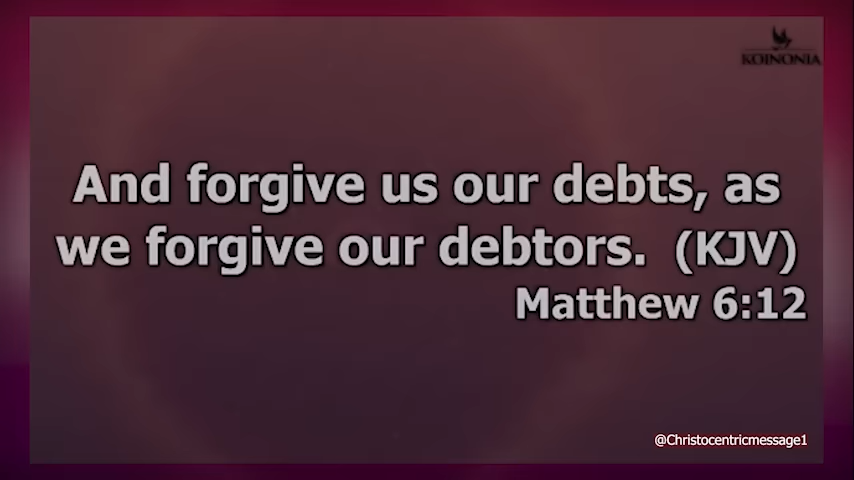 KOINONIA
And forgive us our debts, as
we forgive our debtors. (KJV)
Matthew 6:12
@Christocentricmessage1